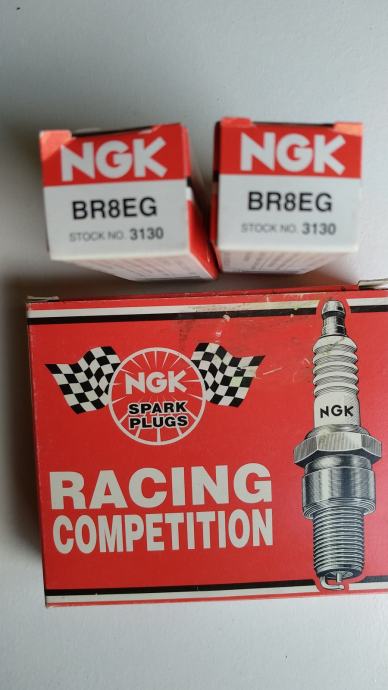 NGK
BR8EG
STOCK NO. 3130
NGK
BR8EG
STOCK NO. 3130
NGK
SPARK
PLUGS
NGK
RACING
COMPETITION